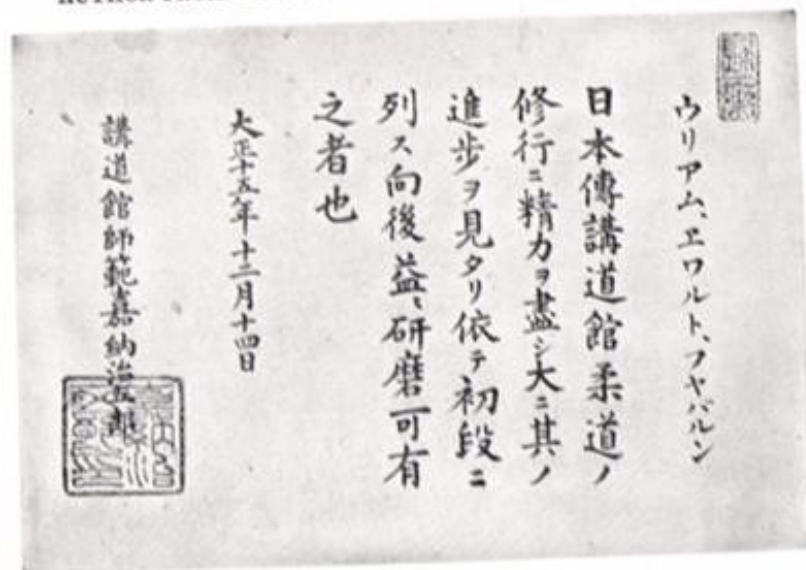 ウリアム、ヱワルト、フヤバルン
日本傳講道館柔道ノ
修行ニ精力ヲ盡シ大ニ其ノ
進歩ヲ見タリ依テ初段ニ
列ス向後益〻研磨可有
之者也
大正十五年十二月十四日
講道館師範嘉納治五郎